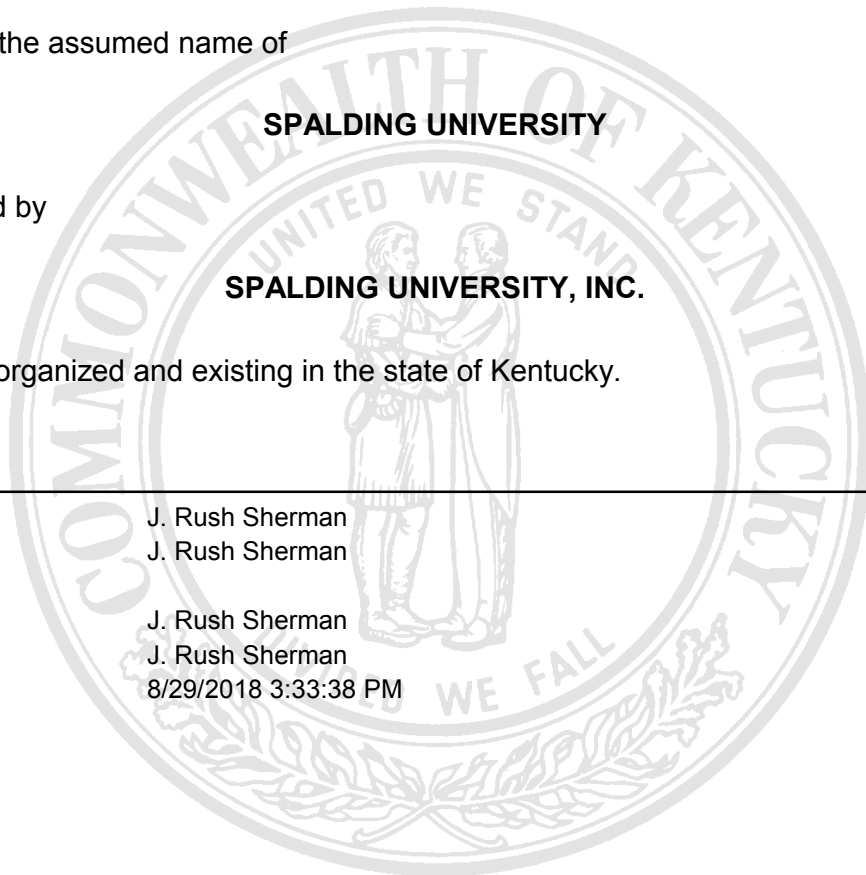 the assumed name of
SPALDING UNIVERSITY
d by
SPALDING UNIVERSITY, INC.
organized and existing in the state of Kentucky.
J. Rush Sherman
J. Rush Sherman
J. Rush Sherman
J. Rush Sherman
8/29/2018 3:33:38 PM
COMMONWEALTH OF KENTUCKY
UNITED WE STAND
DIVIDED WE FALL